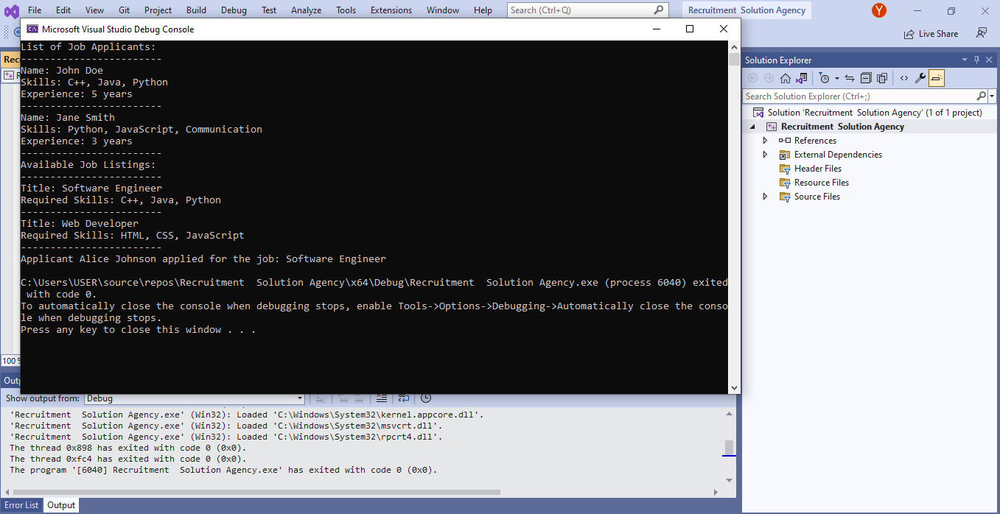 File Edit View Git Project Build Debug Test Analyze Tools Extensions Window Help Search (Ctrl+Q) Recruitment  Solution Agency Y
Live Share
Microsoft Visual Studio Debug Console
List of Job Applicants:
------------------------
Name: John Doe
Skills: C++, Java, Python
Experience: 5 years
------------------------
Name: Jane Smith
Skills: Python, JavaScript, Communication
Experience: 3 years
------------------------
Available Job Listings:
------------------------
Title: Software Engineer
Required Skills: C++, Java, Python
------------------------
Title: Web Developer
Required Skills: HTML, CSS, JavaScript
------------------------
Applicant Alice Johnson applied for the job: Software Engineer
C:\Users\USER\source\repos\Recruitment  Solution Agency\x64\Debug\Recruitment  Solution Agency.exe (process 6040) exited
with code 0.
To automatically close the console when debugging stops, enable Tools->Options->Debugging->Automatically close the conso
le when debugging stops.
Press any key to close this window . . .
Solution Explorer
Search Solution Explorer (Ctrl+;)
Solution 'Recruitment  Solution Agency' (1 of 1 project)
Recruitment  Solution Agency
References
External Dependencies
Header Files
Resource Files
Source Files
100 %
Show output from: Debug
'Recruitment  Solution Agency.exe' (Win32): Loaded 'C:\Windows\System32\kernel.appcore.dll'.
'Recruitment  Solution Agency.exe' (Win32): Loaded 'C:\Windows\System32\msvcrt.dll'.
'Recruitment  Solution Agency.exe' (Win32): Loaded 'C:\Windows\System32\rpcrt4.dll'.
The thread 0x898 has exited with code 0 (0x0).
The thread 0xfc4 has exited with code 0 (0x0).
The program '[6040] Recruitment  Solution Agency.exe' has exited with code 0 (0x0).
Error List Output